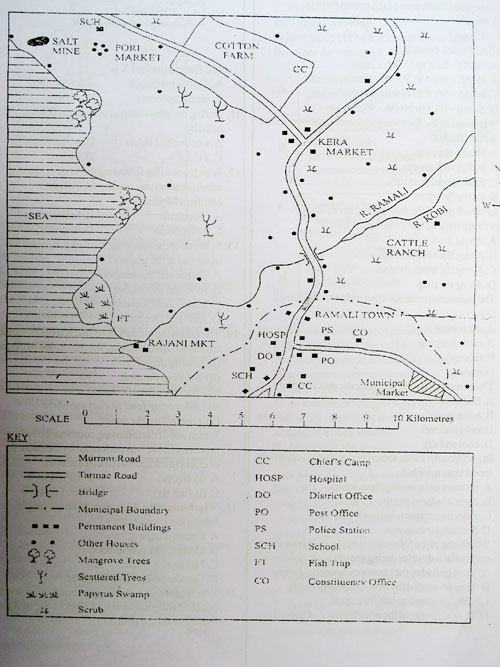 SCH
SALT
MINE
PORI
MARKET
COTTON
FARM
CC
KERA
MARKET
R. RAMALI
R. KOBI
SEA
CATTLE
RANCH
FT
RAMALI TOWN
RAJANI MKT
HOSP
PS
CO
DO
PO
SCH
CC
Municipal
Market
SCALE 0 1 2 3 4 5 6 7 8 9 10 Kilometres
KEY
Murram Road
Tarmac Road
Bridge
Municipal Boundary
Permanent Buildings
Other Houses
Mangrove Trees
Scattered Trees
Papyrus Swamp
Scrub
CC Chief's Camp
HOSP Hospital
DO District Office
PO Post Office
PS Police Station
SCH School
FT Fish Trap
CO Constituency Office